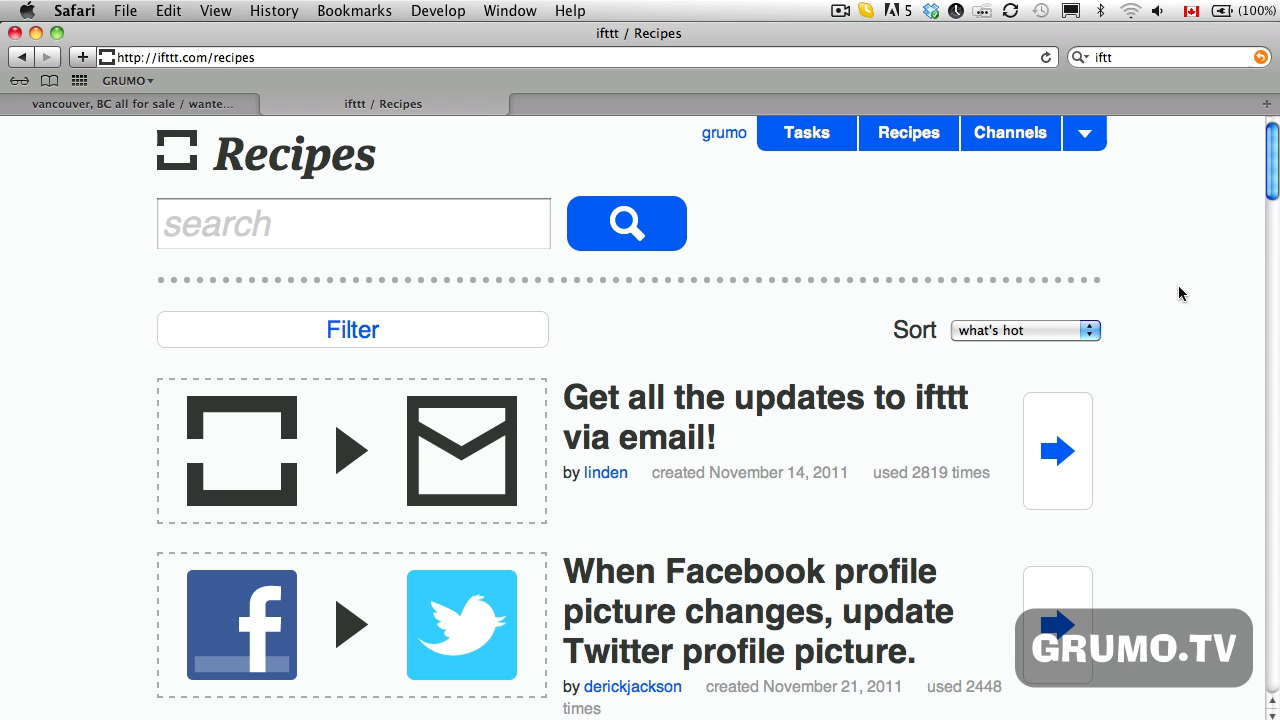 Safari File Edit View History Bookmarks Develop Window Help 5 (100%)
ifttt / Recipes
http://ifttt.com/recipes iftt
GRUMO
vancouver, BC all for sale / wante... ifttt / Recipes
grumo Tasks Recipes Channels
Recipes
search
Filter Sort what's hot
Get all the updates to ifttt
via email!
by linden created November 14, 2011 used 2819 times
When Facebook profile
picture changes, update
Twitter profile picture.
by derickjackson created November 21, 2011 used 2448
times
GRUMO.TV